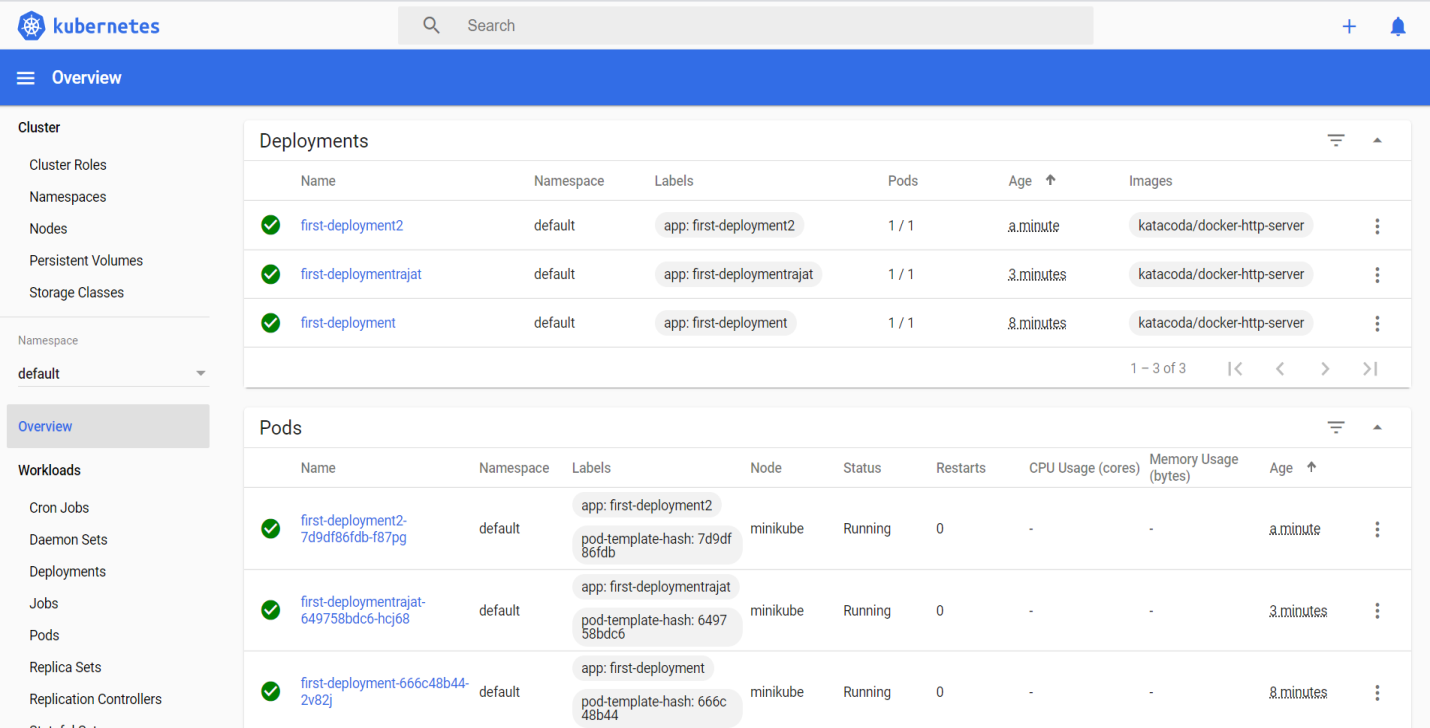 kubernetes
Search
Overview
Cluster
Cluster Roles
Namespaces
Nodes
Persistent Volumes
Storage Classes
Namespace
default
Overview
Workloads
Cron Jobs
Daemon Sets
Deployments
Jobs
Pods
Replica Sets
Replication Controllers
Deployments
Name Namespace Labels Pods Age Images
first-deployment2 default app: first-deployment2 1 / 1 a minute katacoda/docker-http-server
first-deploymentrajat default app: first-deploymentrajat 1 / 1 3 minutes katacoda/docker-http-server
first-deployment default app: first-deployment 1 / 1 8 minutes katacoda/docker-http-server
1 – 3 of 3
Pods
Name Namespace Labels Node Status Restarts CPU Usage (cores) Memory Usage
(bytes) Age
app: first-deployment2
first-deployment2-
7d9df86fdb-f87pg default pod-template-hash: 7d9df
86fdb minikube Running 0 - - a minute
app: first-deploymentrajat
first-deploymentrajat-
649758bdc6-hcj68 default pod-template-hash: 6497
58bdc6 minikube Running 0 - - 3 minutes
app: first-deployment
first-deployment-666c48b44-
2v82j default pod-template-hash: 666c
48b44 minikube Running 0 - - 8 minutes